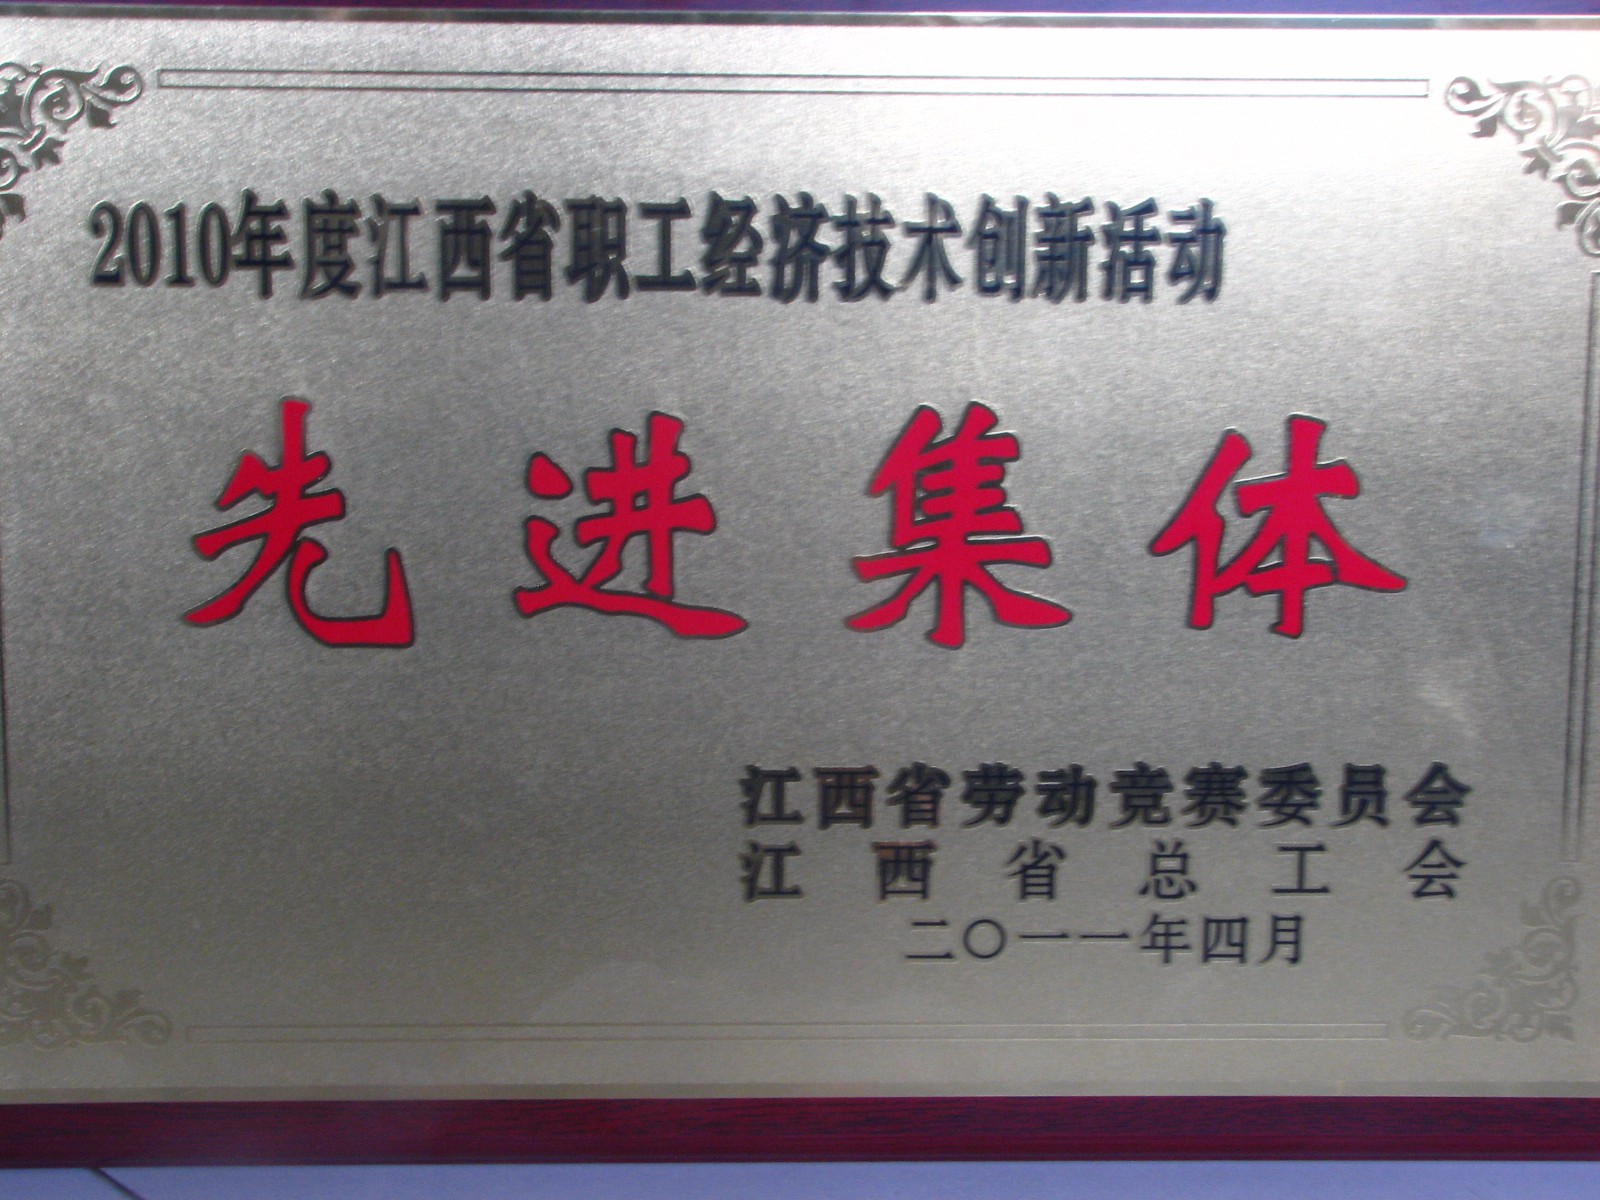 2010年度江西省职工经济技术创新活动
先进集体
江西省劳动竞赛委员会
江西省总工会
二〇一一年四月